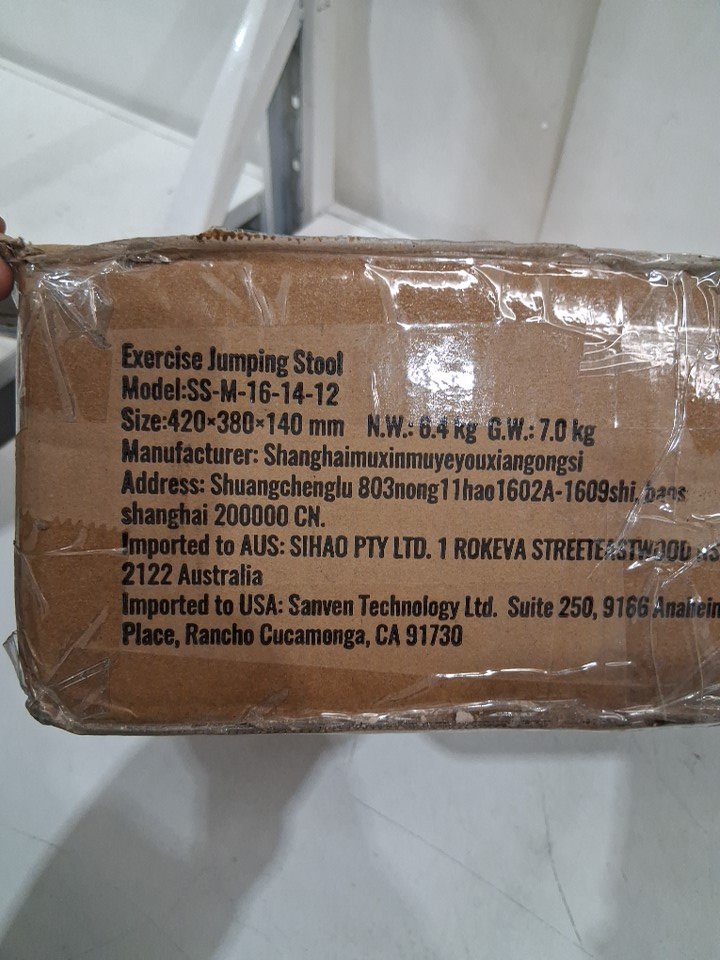 Exercise Jumping Stool
Model:SS-M-16-14-12
Size:420×380×140 mm N.W.: 6.4 kg G.W.: 7.0 kg
Manufacturer: Shanghaimuxinmuyeyouxiangongsi
Address: Shuangchenglu 803nong11hao1602A-1609shi,
shanghai 200000 CN.
Imported to AUS: SIHAO PTY LTD. 1 ROKEVA STREETEASTWOOD
2122 Australia
Imported to USA: Sanven Technology Ltd. Suite 250, 9166
Place, Rancho Cucamonga, CA 91730